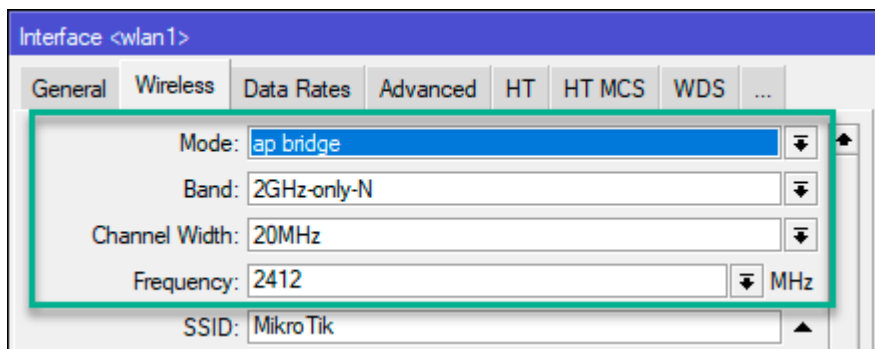 Interface <wlan1>
General Wireless Data Rates Advanced HT HT MCS WDS ...
Mode: ap bridge
Band: 2GHz-only-N
Channel Width: 20MHz
Frequency: 2412 MHz
SSID: MikroTik